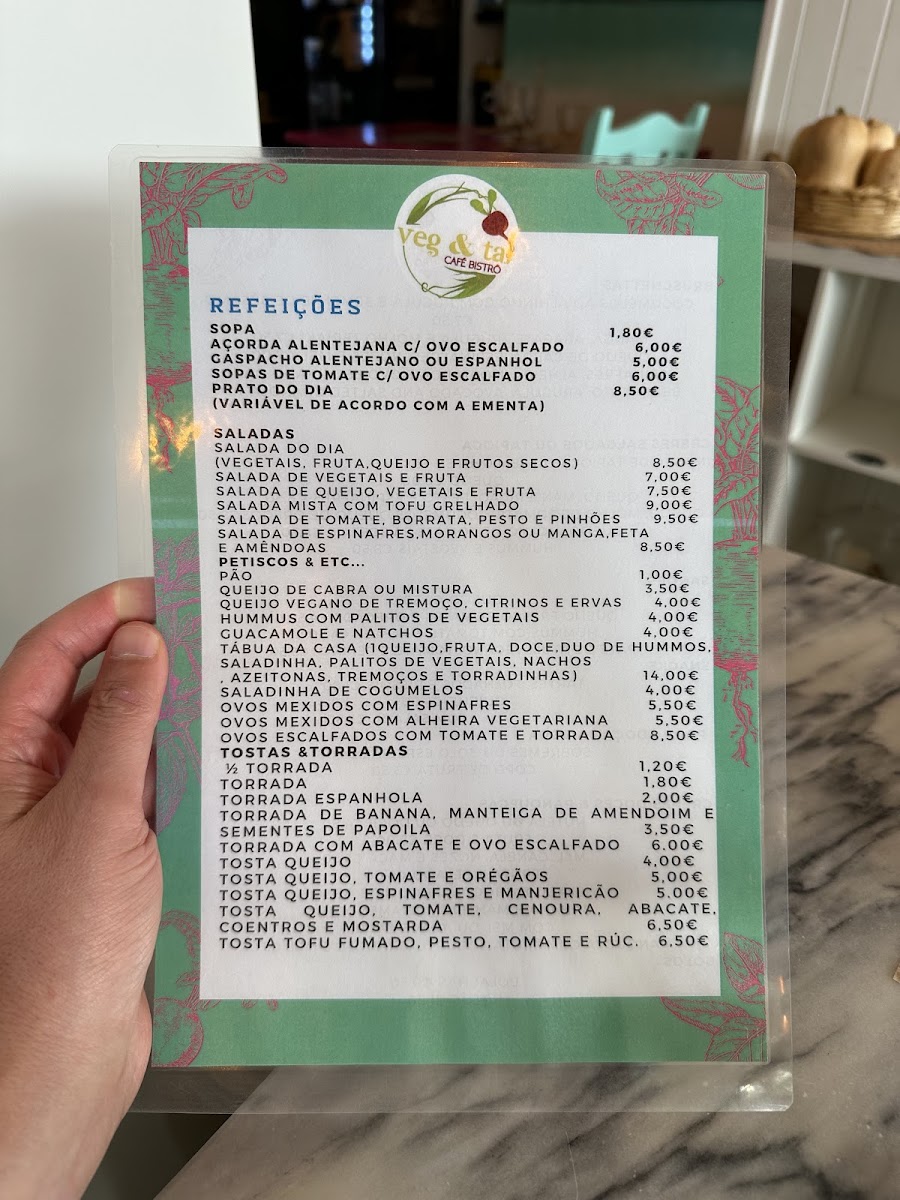 veg & tal
CAFÉ BISTRÔ
REFEIÇÕES
SOPA 1,80€
AÇORDA ALENTEJANA C/ OVO ESCALFADO 6,00€
GASPACHO ALENTEJANO OU ESPANHOL 5,00€
SOPAS DE TOMATE C/ OVO ESCALFADO 6,00€
PRATO DO DIA 8,50€
(VARIÁVEL DE ACORDO COM A EMENTA)
SALADAS
SALADA DO DIA
(VEGETAIS, FRUTA,QUEIJO E FRUTOS SECOS) 8,50€
SALADA DE VEGETAIS E FRUTA 7,00€
SALADA DE QUEIJO, VEGETAIS E FRUTA 7,50€
SALADA MISTA COM TOFU GRELHADO 9,00€
SALADA DE TOMATE, BORRATA, PESTO E PINHÕES 9,50€
SALADA DE ESPINAFRES,MORANGOS OU MANGA,FETA
E AMÊNDOAS 8,50€
PETISCOS & ETC...
PÃO 1,00€
QUEIJO DE CABRA OU MISTURA 3,50€
QUEIJO VEGANO DE TREMOÇO, CITRINOS E ERVAS 4,00€
HUMMUS COM PALITOS DE VEGETAIS 4,00€
GUACAMOLE E NATCHOS 4,00€
TÁBUA DA CASA (1QUEIJO,FRUTA, DOCE,DUO DE HUMMOS,
SALADINHA, PALITOS DE VEGETAIS, NACHOS
, AZEITONAS, TREMOÇOS E TORRADINHAS) 14,00€
SALADINHA DE COGUMELOS 4,00€
OVOS MEXIDOS COM ESPINAFRES 5,50€
OVOS MEXIDOS COM ALHEIRA VEGETARIANA 5,50€
OVOS ESCALFADOS COM TOMATE E TORRADA 8,50€
TOSTAS &TORRADAS
½ TORRADA 1,20€
TORRADA 1,80€
TORRADA ESPANHOLA 2,00€
TORRADA DE BANANA, MANTEIGA DE AMENDOIM E
SEMENTES DE PAPOILA 3,50€
TORRADA COM ABACATE E OVO ESCALFADO 6.00€
TOSTA QUEIJO 4,00€
TOSTA QUEIJO, TOMATE E ORÉGÃOS 5,00€
TOSTA QUEIJO, ESPINAFRES E MANJERICÃO 5.00€
TOSTA QUEIJO, TOMATE, CENOURA, ABACATE,
COENTROS E MOSTARDA 6,50€
TOSTA TOFU FUMADO, PESTO, TOMATE E RÚC. 6,50€